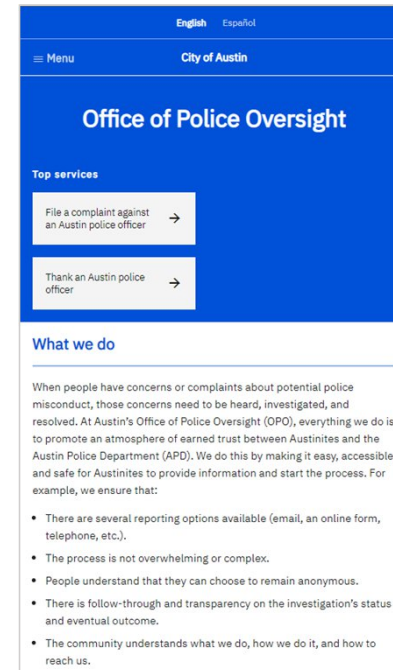 English Español
≡ Menu City of Austin
Office of Police Oversight
Top services
File a complaint against
an Austin police officer →
Thank an Austin police
officer →
What we do
When people have concerns or complaints about potential police
misconduct, those concerns need to be heard, investigated, and
resolved. At Austin's Office of Police Oversight (OPO), everything we do is
to promote an atmosphere of earned trust between Austinites and the
Austin Police Department (APD). We do this by making it easy, accessible
and safe for Austinites to provide information and start the process. For
example, we ensure that:
• There are several reporting options available (email, an online form,
telephone, etc.).
• The process is not overwhelming or complex.
• People understand that they can choose to remain anonymous.
• There is follow-through and transparency on the investigation's status
and eventual outcome.
• The community understands what we do, how we do it, and how to
reach us.